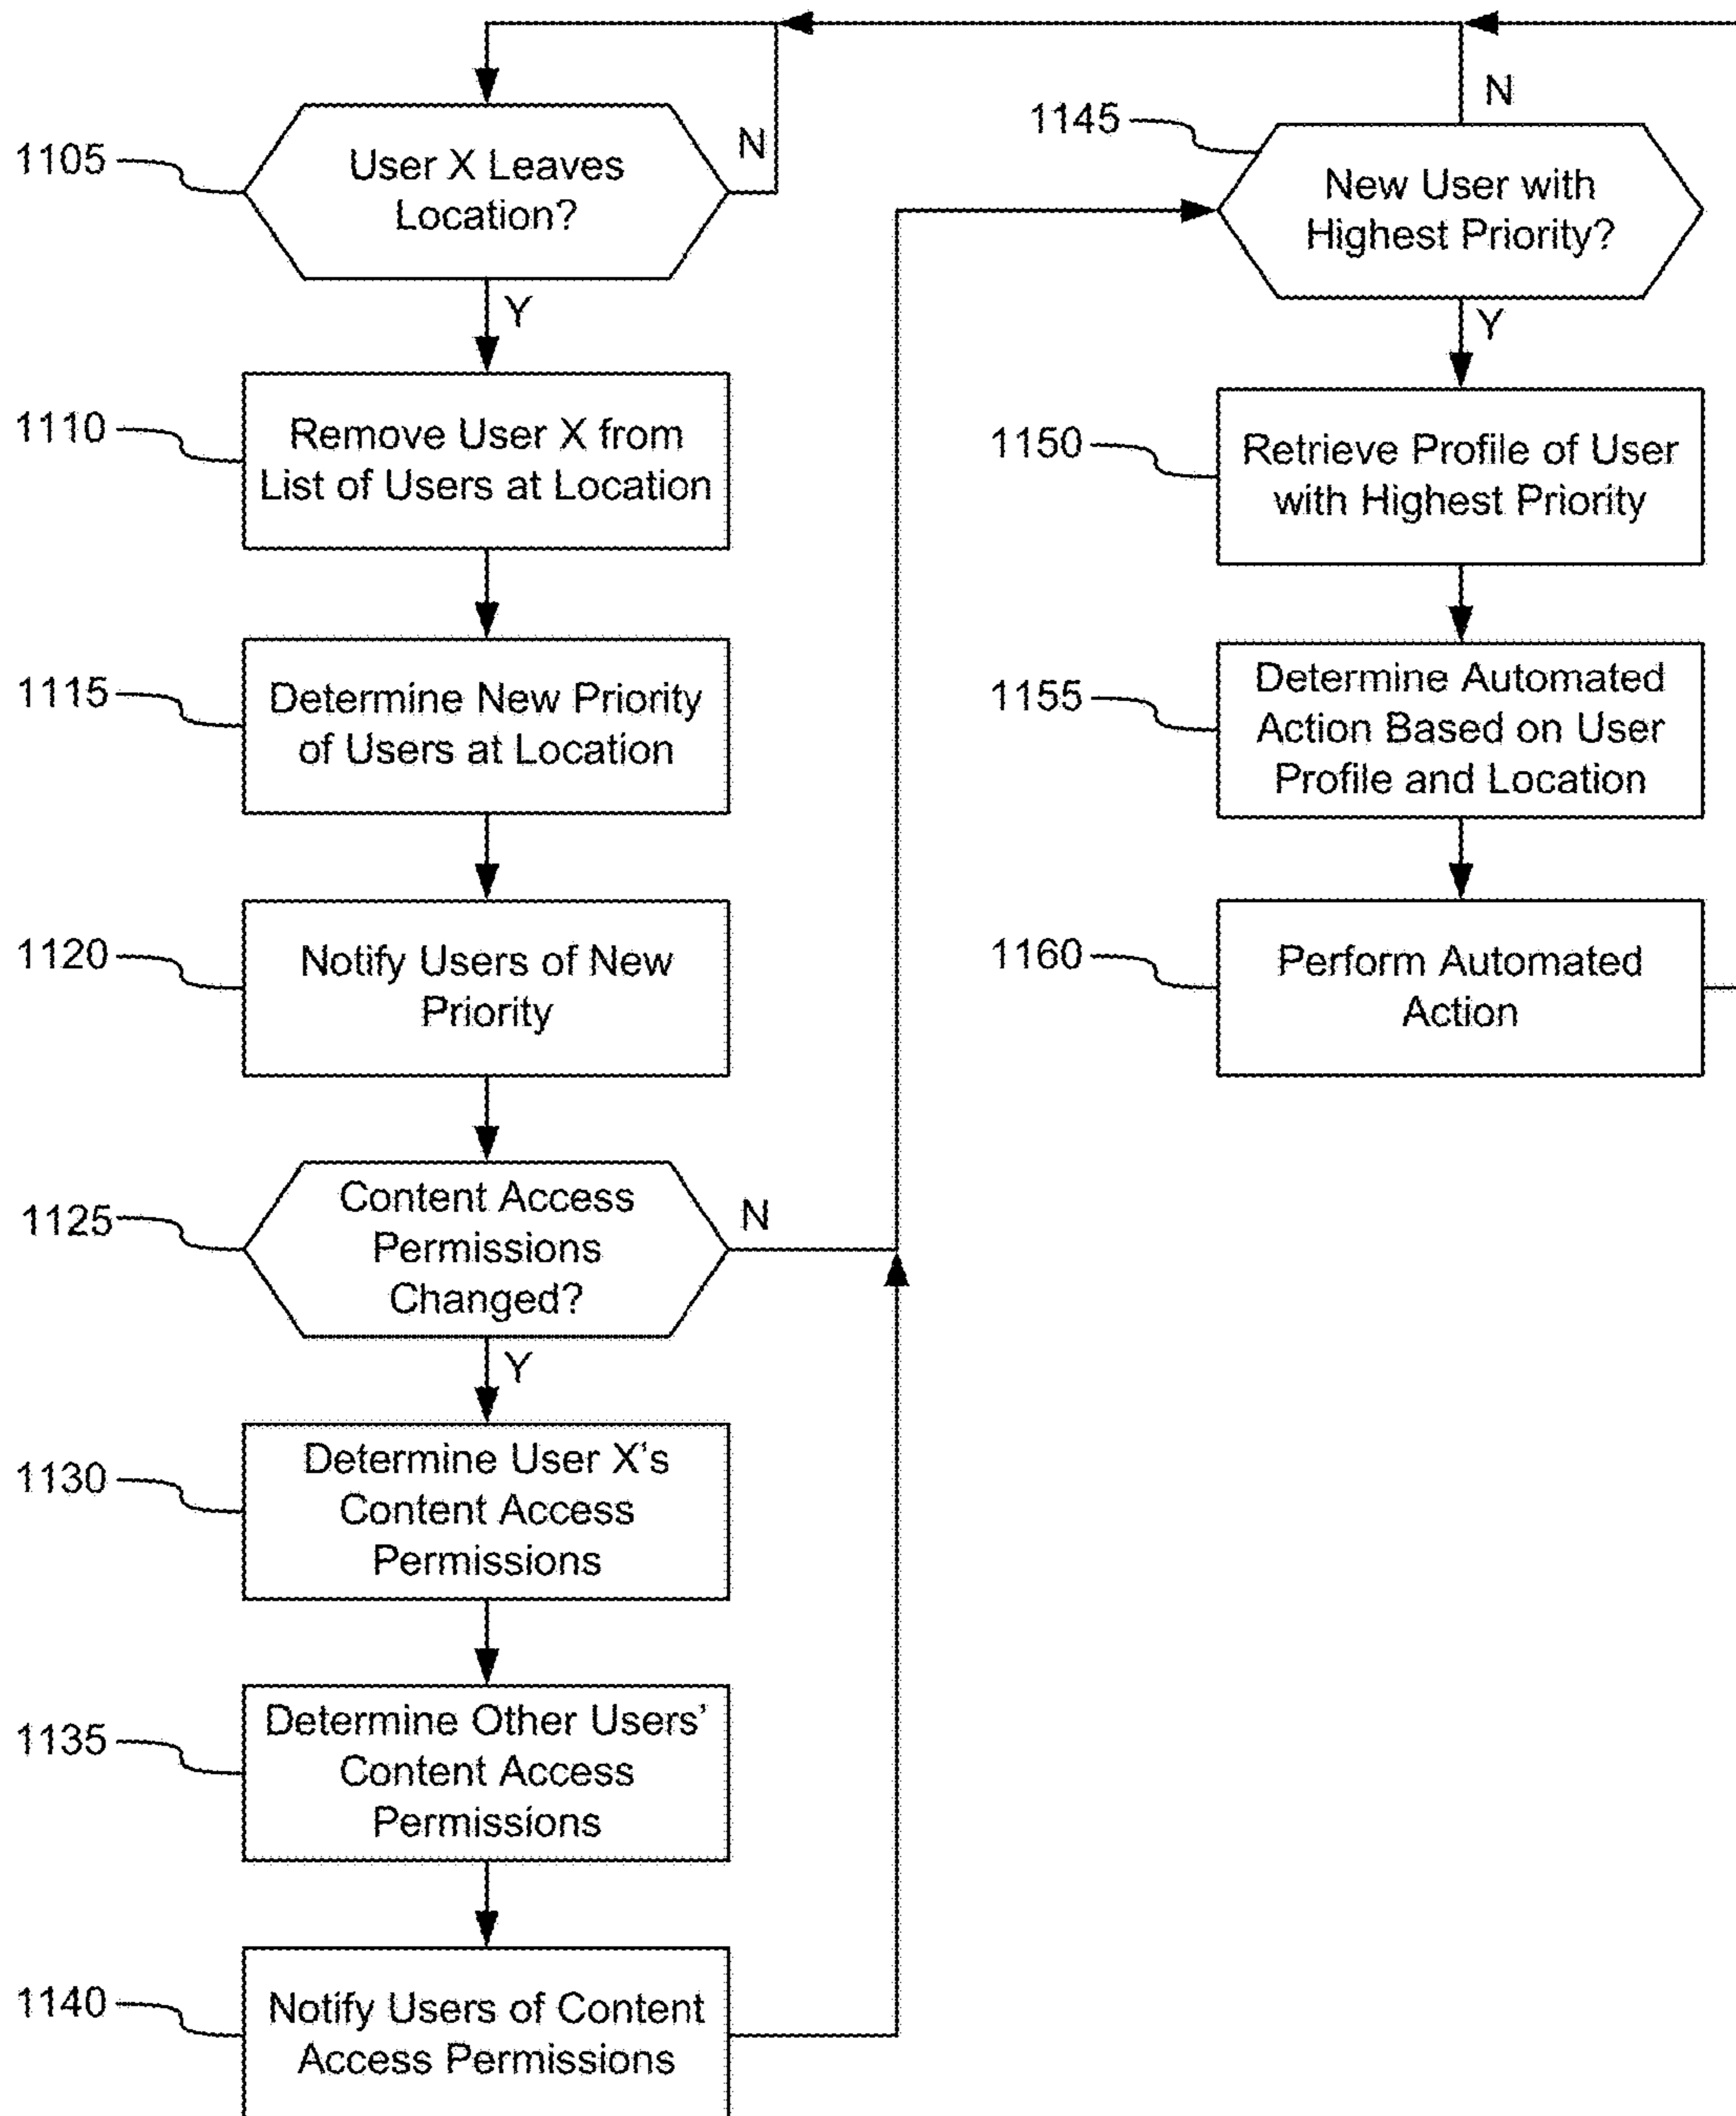 1105
User X Leaves
Location?
N
Y
1110
Remove User X from
List of Users at Location
1115
Determine New Priority
of Users at Location
1120
Notify Users of New
Priority
1125
Content Access
Permissions
Changed?
N
Y
1130
Determine User X's
Content Access
Permissions
1135
Determine Other Users'
Content Access
Permissions
1140
Notify Users of Content
Access Permissions
1145
New User with
Highest Priority?
N
Y
1150
Retrieve Profile of User
with Highest Priority
1155
Determine Automated
Action Based on User
Profile and Location
1160
Perform Automated
Action